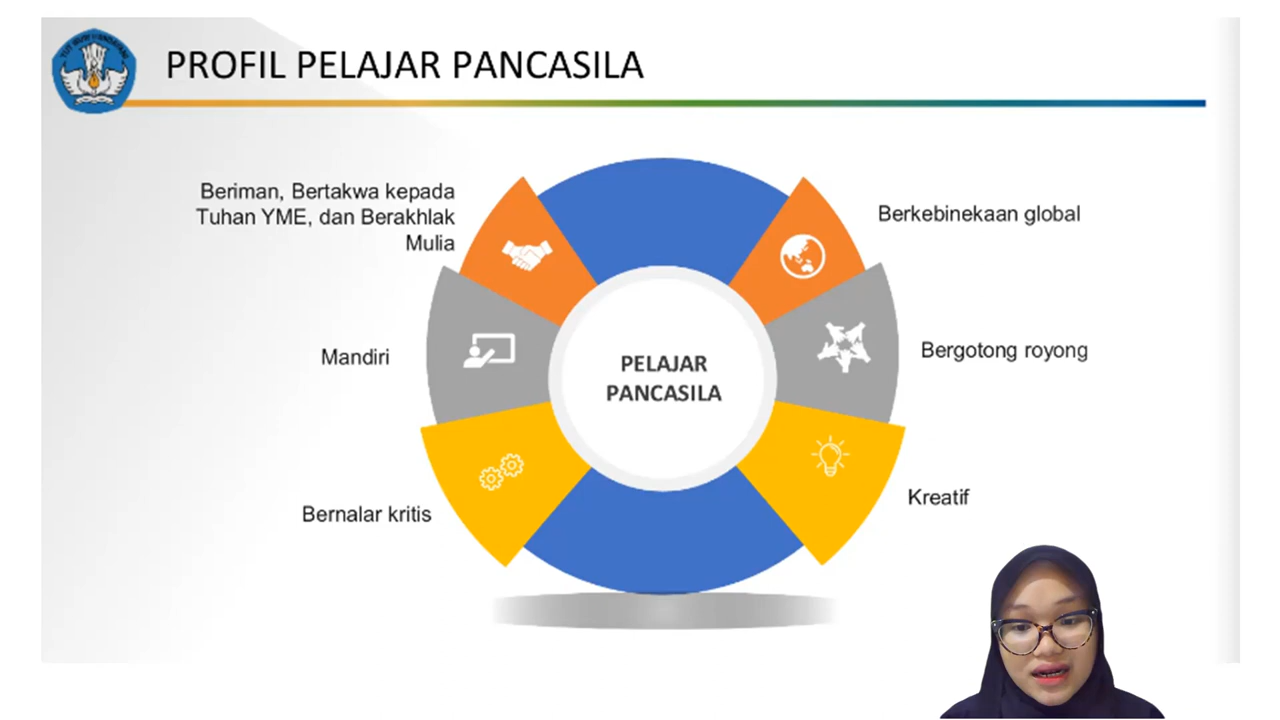 PROFIL PELAJAR PANCASILA
Beriman, Bertakwa kepada
Tuhan YME, dan Berakhlak
Mulia
Berkebinekaan global
Mandiri
Bergotong royong
PELAJAR
PANCASILA
Bernalar kritis
Kreatif